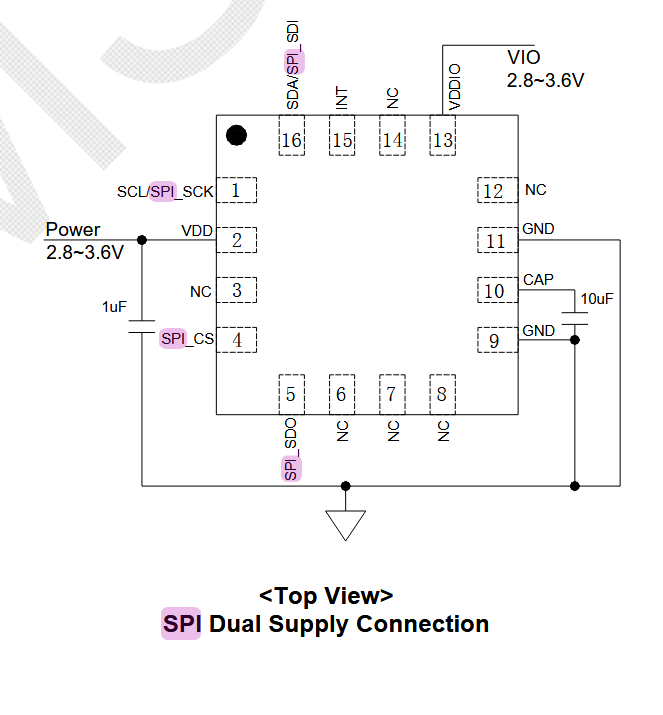 SDA/SPI_SDI
INT
NC
VDDIO
VIO
2.8~3.6V
16
15
14
13
SCL/SPI_SCK
1
12
NC
Power
2.8~3.6V
VDD
2
11
GND
NC
3
10
CAP
1uF
10uF
SPI_CS
4
9
GND
5
6
7
8
SPI_SDO
NC
NC
NC
<Top View>
SPI Dual Supply Connection